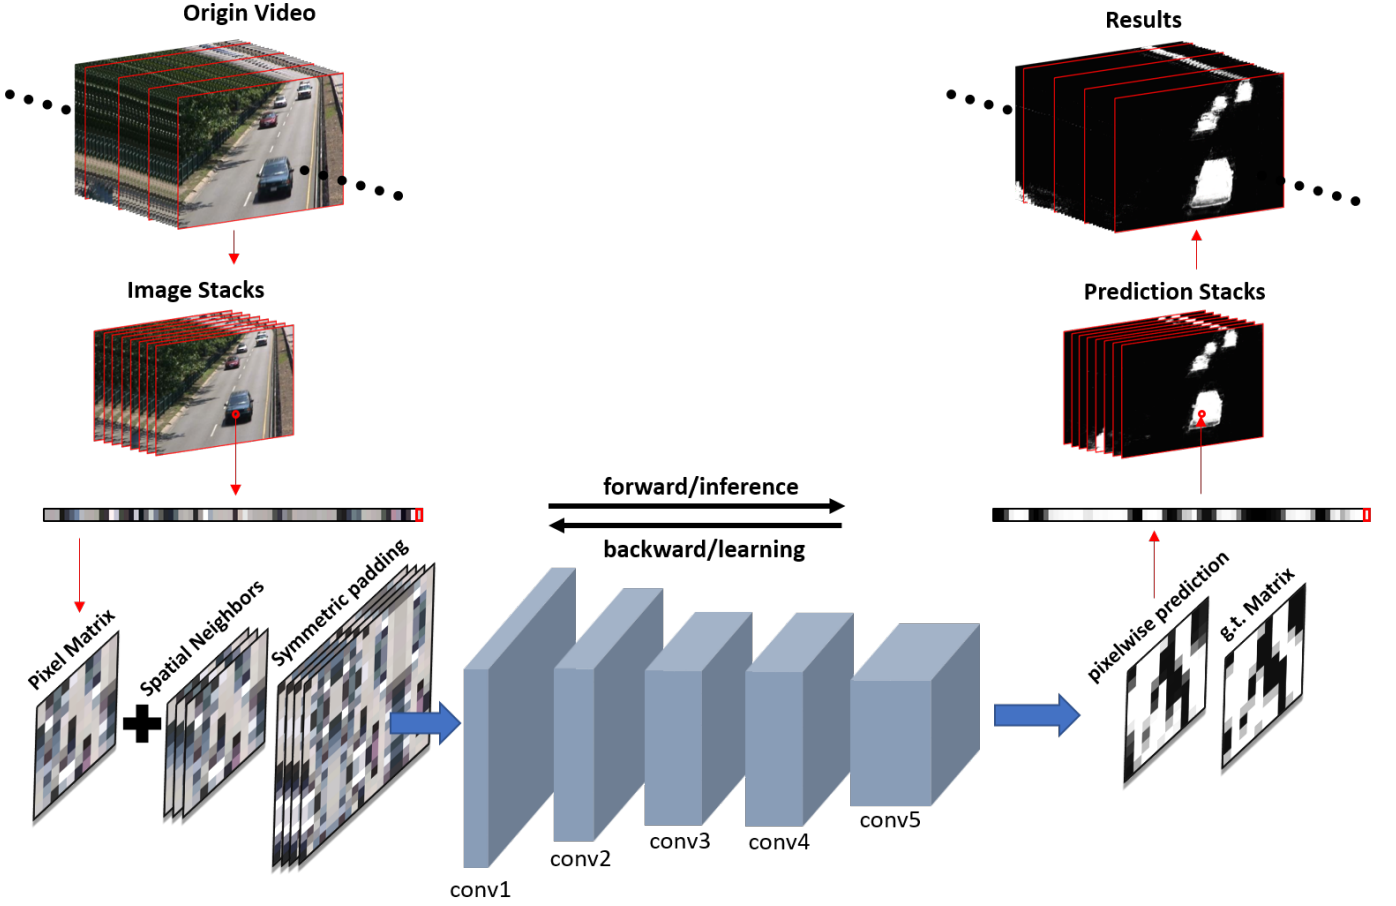 Origin Video
Results
Image Stacks
Prediction Stacks
forward/inference
backward/learning
Pixel Matrix
Spatial Neighbors
Symmetric padding
pixelwise prediction
g.t. Matrix
conv1
conv2
conv3
conv4
conv5